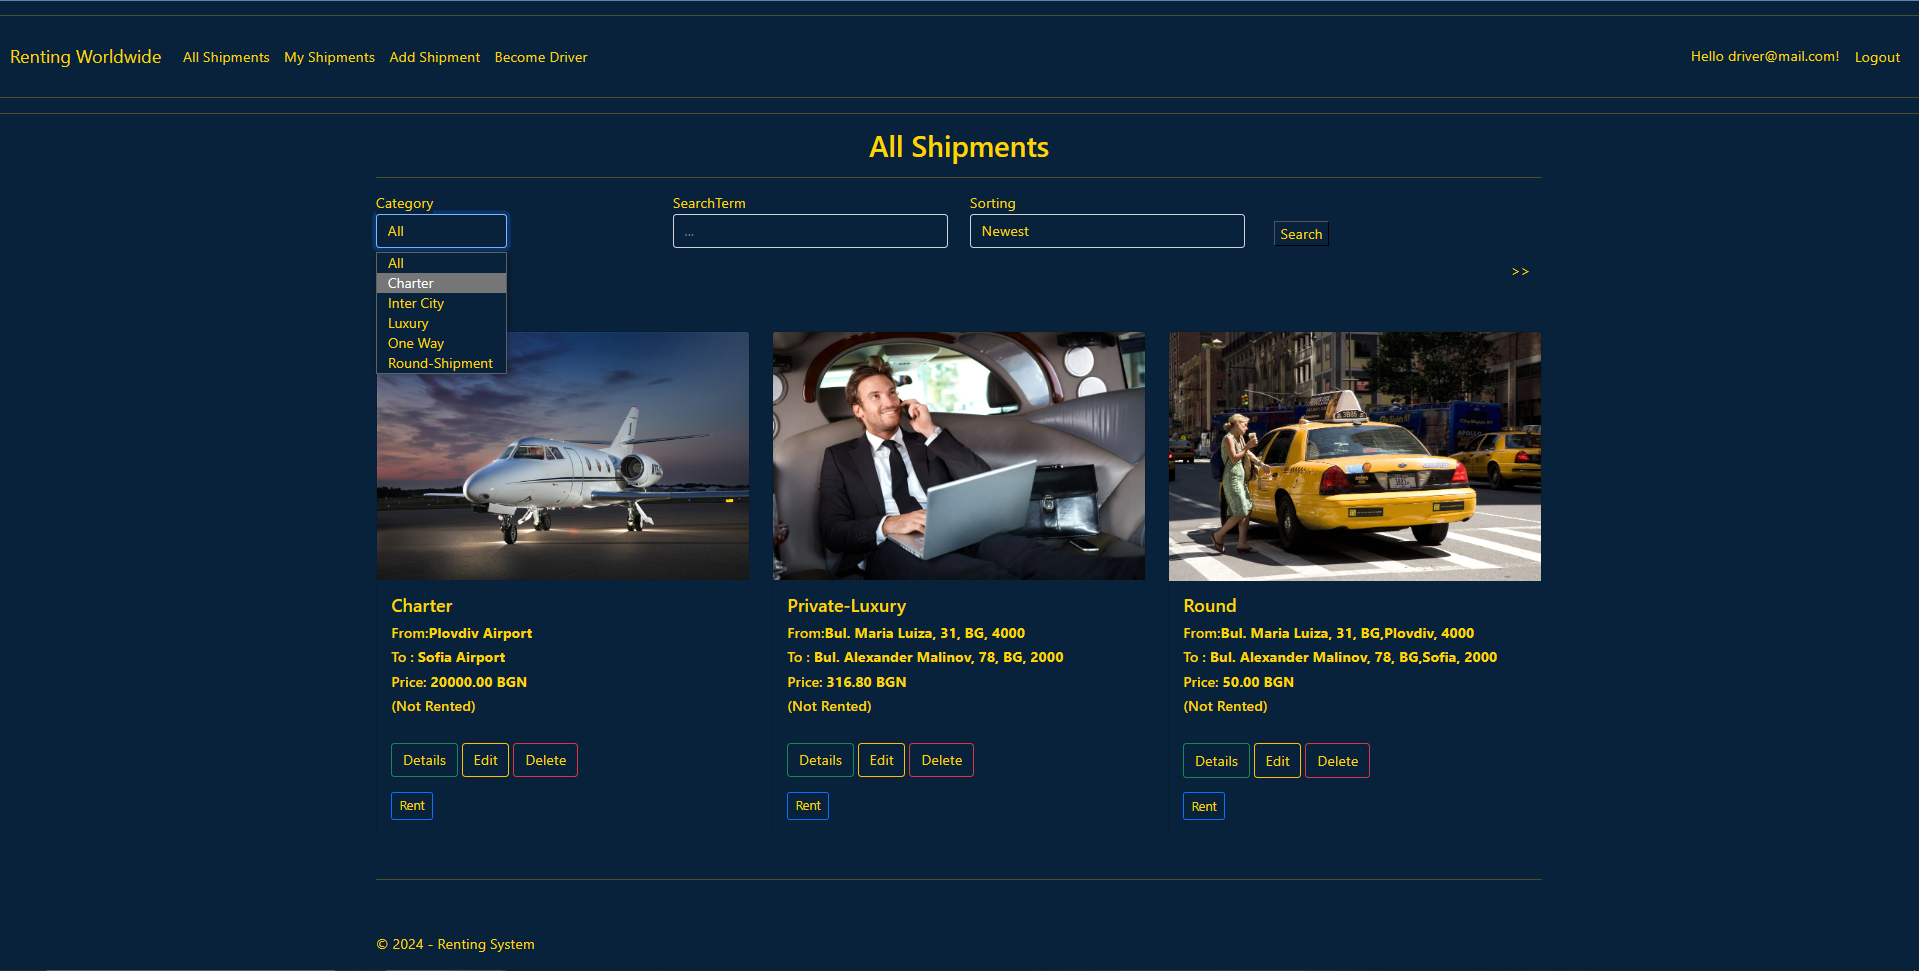 Renting Worldwide All Shipments My Shipments Add Shipment Become Driver Hello driver@mail.com! Logout
All Shipments
Category SearchTerm Sorting
All ... Newest Search
>>
All
Charter
Inter City
Luxury
One Way
Round-Shipment
3B85
APOLLO
Charter
From:Plovdiv Airport
To : Sofia Airport
Price: 20000.00 BGN
(Not Rented)
Details Edit Delete
Rent
Private-Luxury
From:Bul. Maria Luiza, 31, BG, 4000
To : Bul. Alexander Malinov, 78, BG, 2000
Price: 316.80 BGN
(Not Rented)
Details Edit Delete
Rent
Round
From:Bul. Maria Luiza, 31, BG,Plovdiv, 4000
To : Bul. Alexander Malinov, 78, BG,Sofia, 2000
Price: 50.00 BGN
(Not Rented)
Details Edit Delete
Rent
© 2024 - Renting System